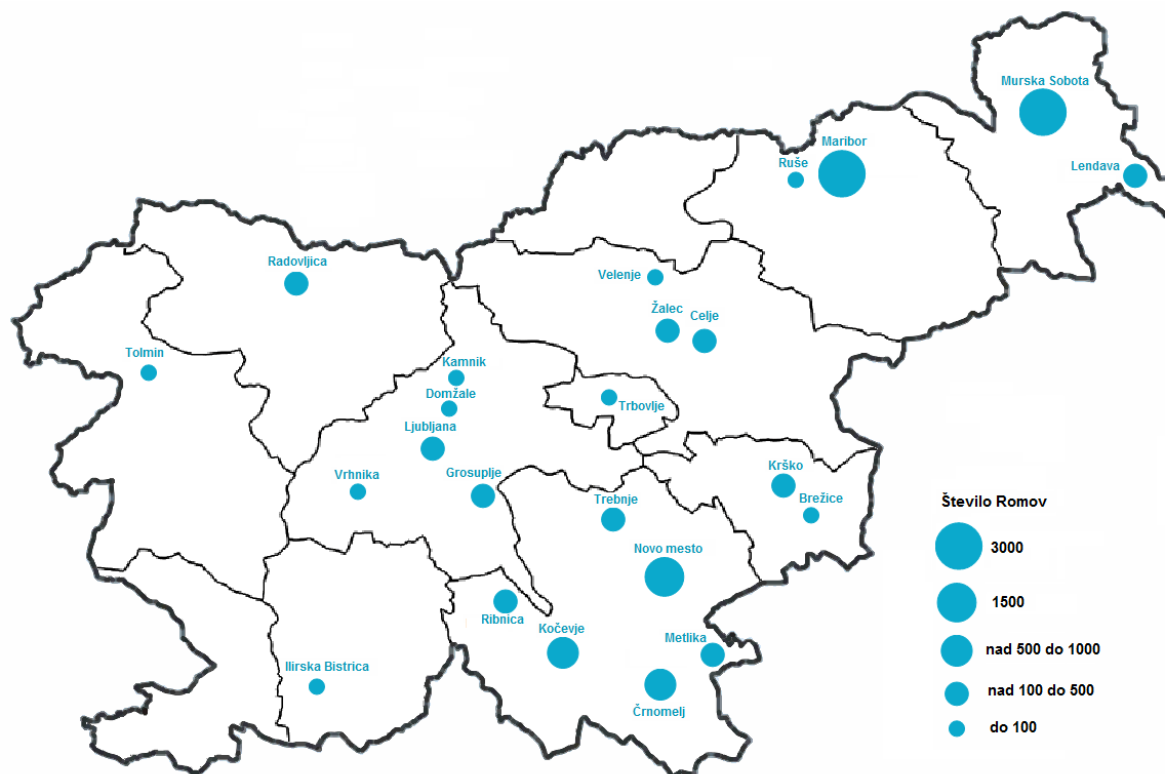 Murska Sobota
Maribor
Ruše
Lendava
Radovljica
Velenje
Žalec
Celje
Tolmin
Kamnik
Domžale
Trbovlje
Ljubljana
Vrhnika
Grosuplje
Krško
Brežice
Trebnje
Novo mesto
Ribnica
Kočevje
Metlika
Ilirska Bistrica
Črnomelj
Število Romov
3000
1500
nad 500 do 1000
nad 100 do 500
do 100